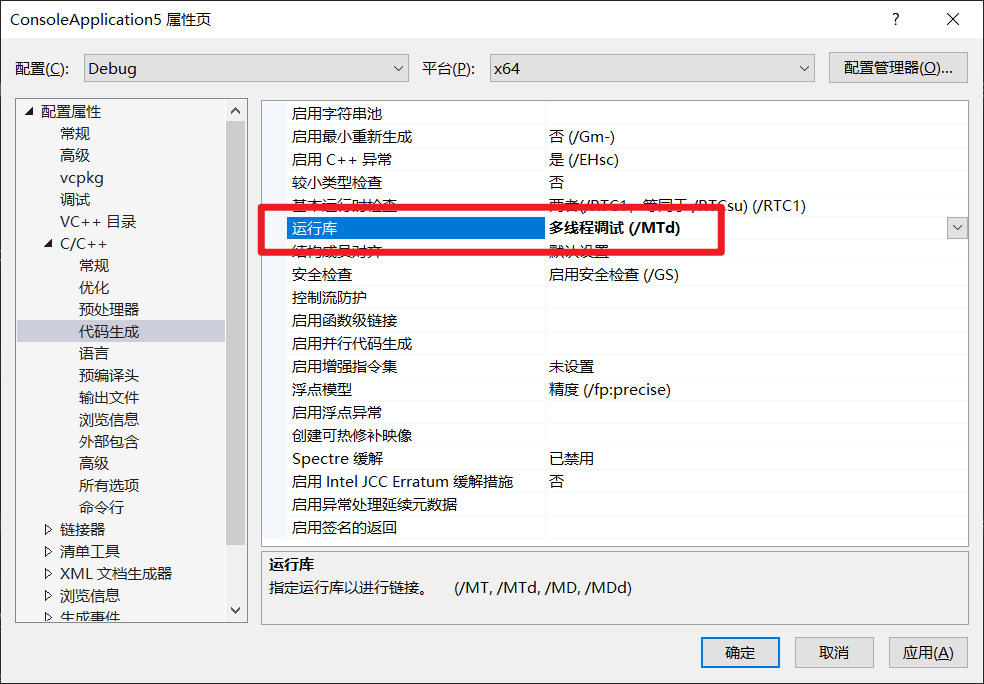 ConsoleApplication5 属性页
配置(C): Debug 平台(P): x64 配置管理器(O)...
配置属性
常规
高级
vcpkg
调试
VC++ 目录
C/C++
常规
优化
预处理器
代码生成
语言
预编译头
输出文件
浏览信息
外部包含
高级
所有选项
命令行
链接器
清单工具
XML 文档生成器
浏览信息
生成事件
启用字符串池
启用最小重新生成 否 (/Gm-)
启用 C++ 异常 是 (/EHsc)
较小类型检查 否
基本运行时检查 两者(/RTC1，等同于 /RTCsu) (/RTC1)
运行库 多线程调试 (/MTd)
结构成员对齐 默认设置
安全检查 启用安全检查 (/GS)
控制流防护
启用函数级链接
启用并行代码生成
启用增强指令集 未设置
浮点模型 精度 (/fp:precise)
启用浮点异常
创建可热修补映像
Spectre 缓解 已禁用
启用 Intel JCC Erratum 缓解措施 否
启用异常处理延续元数据
启用签名的返回
运行库
指定运行库以进行链接。 (/MT, /MTd, /MD, /MDd)
确定 取消 应用(A)